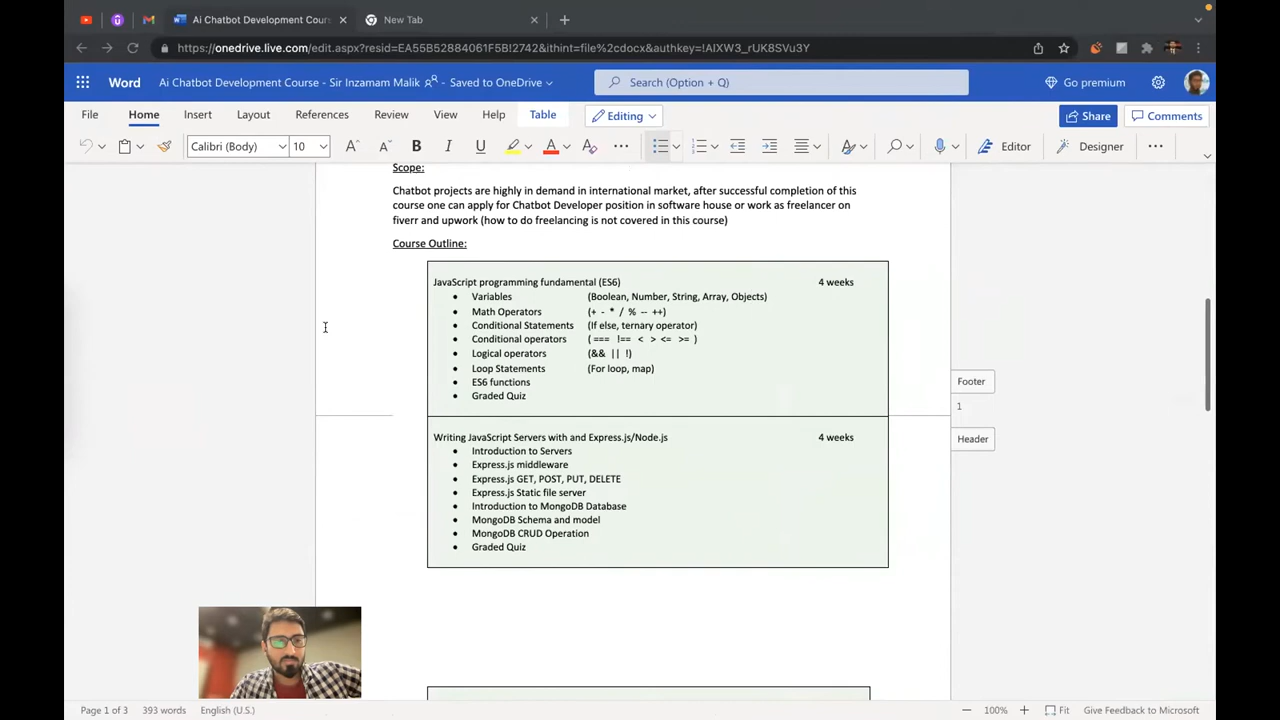 Ai Chatbot Development Cours
New Tab
https://onedrive.live.com/edit.aspx?resid=EA55B52884061F5B!2742&ithint=file%2cdocx&authkey=!AIXW3_rUK8SVu3Y
Word
Ai Chatbot Development Course - Sir Inzamam Malik
- Saved to OneDrive
Search (Option + Q)
Go premium
File
Home
Insert
Layout
References
Review
View
Help
Table
Editing
Share
Comments
Calibri (Body)
10
Editor
Designer
Scope:
Chatbot projects are highly in demand in international market, after successful completion of this
course one can apply for Chatbot Developer position in software house or work as freelancer on
fiverr and upwork (how to do freelancing is not covered in this course)
Course Outline:
JavaScript programming fundamental (ES6) 4 weeks
• Variables (Boolean, Number, String, Array, Objects)
• Math Operators (+ - * / % -- ++)
• Conditional Statements (If else, ternary operator)
• Conditional operators ( === !== < > <= >= )
• Logical operators (&& || !)
• Loop Statements (For loop, map)
• ES6 functions
• Graded Quiz
Footer
1
Header
Writing JavaScript Servers with and Express.js/Node.js 4 weeks
• Introduction to Servers
• Express.js middleware
• Express.js GET, POST, PUT, DELETE
• Express.js Static file server
• Introduction to MongoDB Database
• MongoDB Schema and model
• MongoDB CRUD Operation
• Graded Quiz
Page 1 of 3
393 words
English (U.S.)
100%
Fit
Give Feedback to Microsoft